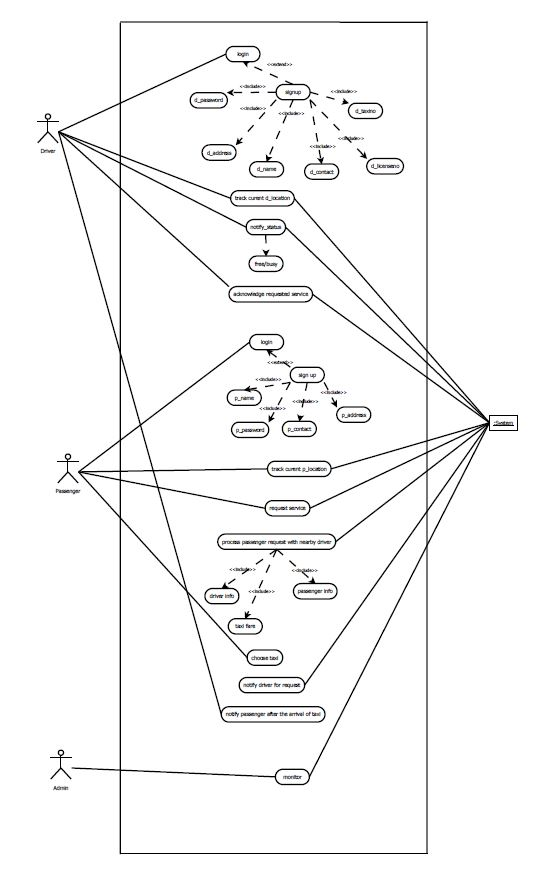 login
<<extend>>
signup
<<include>>
<<include>>
d_password
<<include>>
<<include>>
d_taxino
Driver
<<include>>
<<include>>
d_address
d_name
d_contact
d_licenseno
track curent d_location
notify_status
free/busy
acknowledge requested service
login
<<extend>>
sign up
<<include>>
<<include>>
p_name
<<include>>
<<include>>
p_address
p_password
p_contact
:System
track curent p_location
Passenger
request service
process passenger request with nearby driver
<<include>>
<<include>>
<<include>>
driver info
passenger info
taxi fare
choose taxi
notify driver for request
notify passenger after the arrival of taxi
monitor
Admin